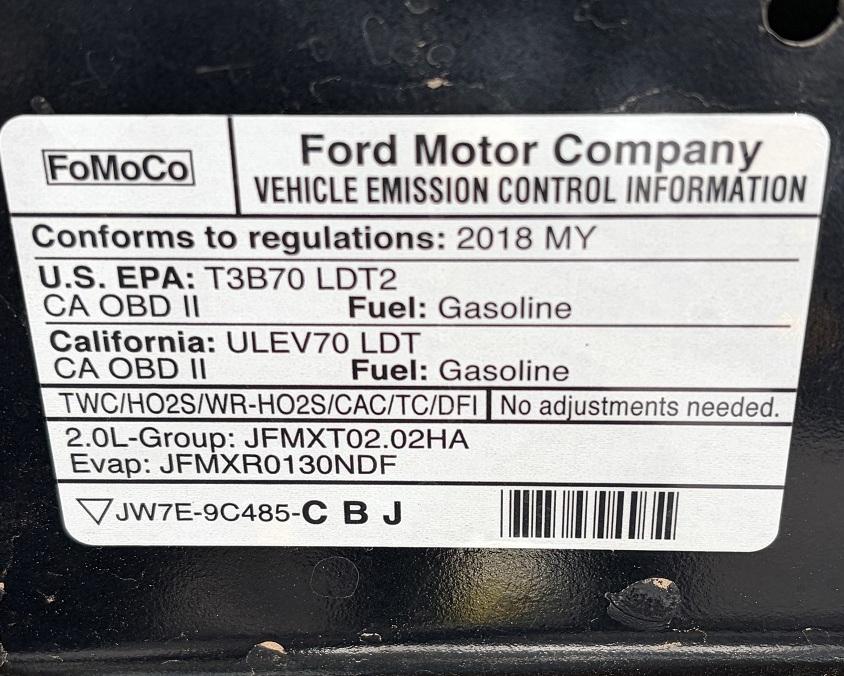 FoMoCo
Ford Motor Company
VEHICLE EMISSION CONTROL INFORMATION
Conforms to regulations: 2018 MY
U.S. EPA: T3B70 LDT2
CA OBD II Fuel: Gasoline
California: ULEV70 LDT
CA OBD II Fuel: Gasoline
TWC/HO2S/WR-HO2S/CAC/TC/DFI No adjustments needed.
2.0L-Group: JFMXT02.02HA
Evap: JFMXR0130NDF
JW7E-9C485-C B J